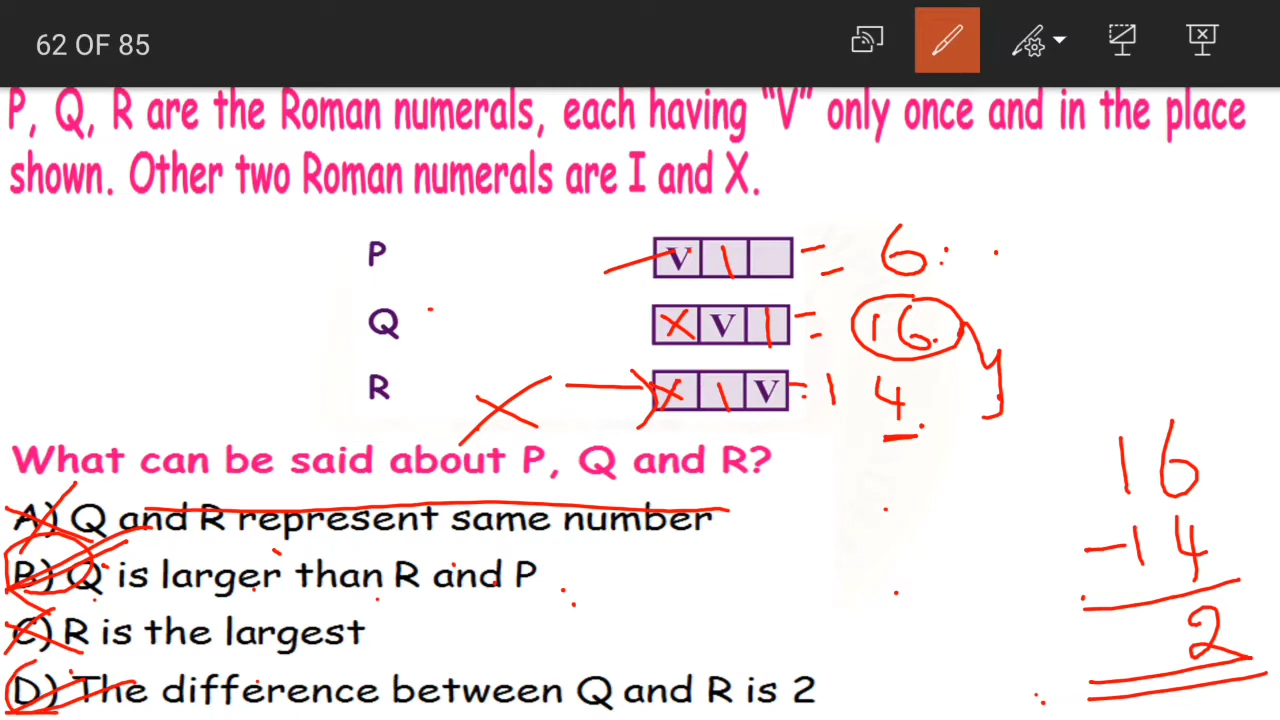 62 OF 85
P, Q, R are the Roman numerals, each having “V” only once and in the place
shown. Other two Roman numerals are I and X.
P V I = 6
Q X V I = 16
R X I V = 14
What can be said about P, Q and R?
A) Q and R represent same number
B) Q is larger than R and P
C) R is the largest
D) The difference between Q and R is 2
16
-14
2